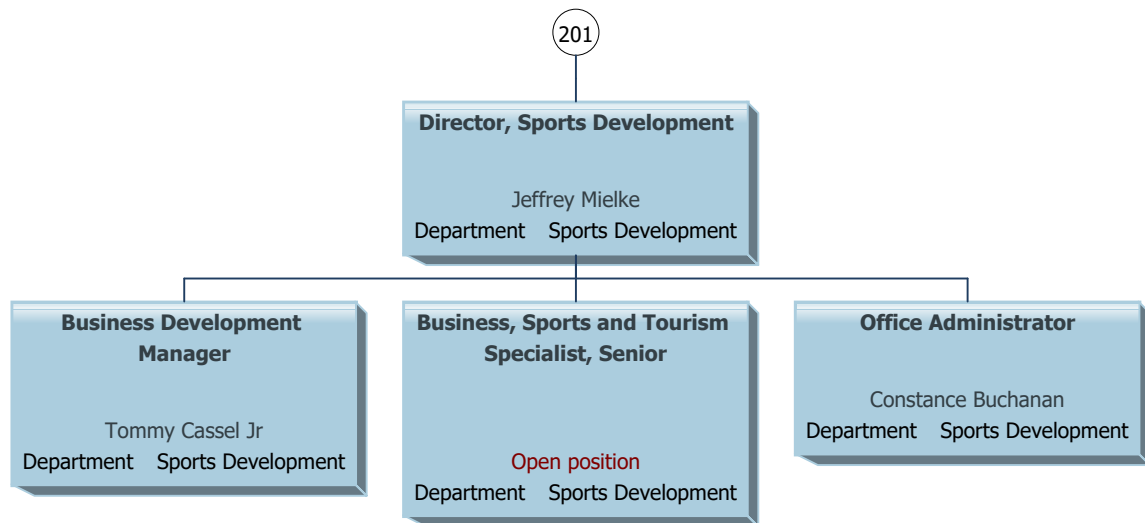 201
Director, Sports Development
Jeffrey Mielke
Department Sports Development
Business Development
Manager
Tommy Cassel Jr
Department Sports Development
Business, Sports and Tourism
Specialist, Senior
Open position
Department Sports Development
Office Administrator
Constance Buchanan
Department Sports Development